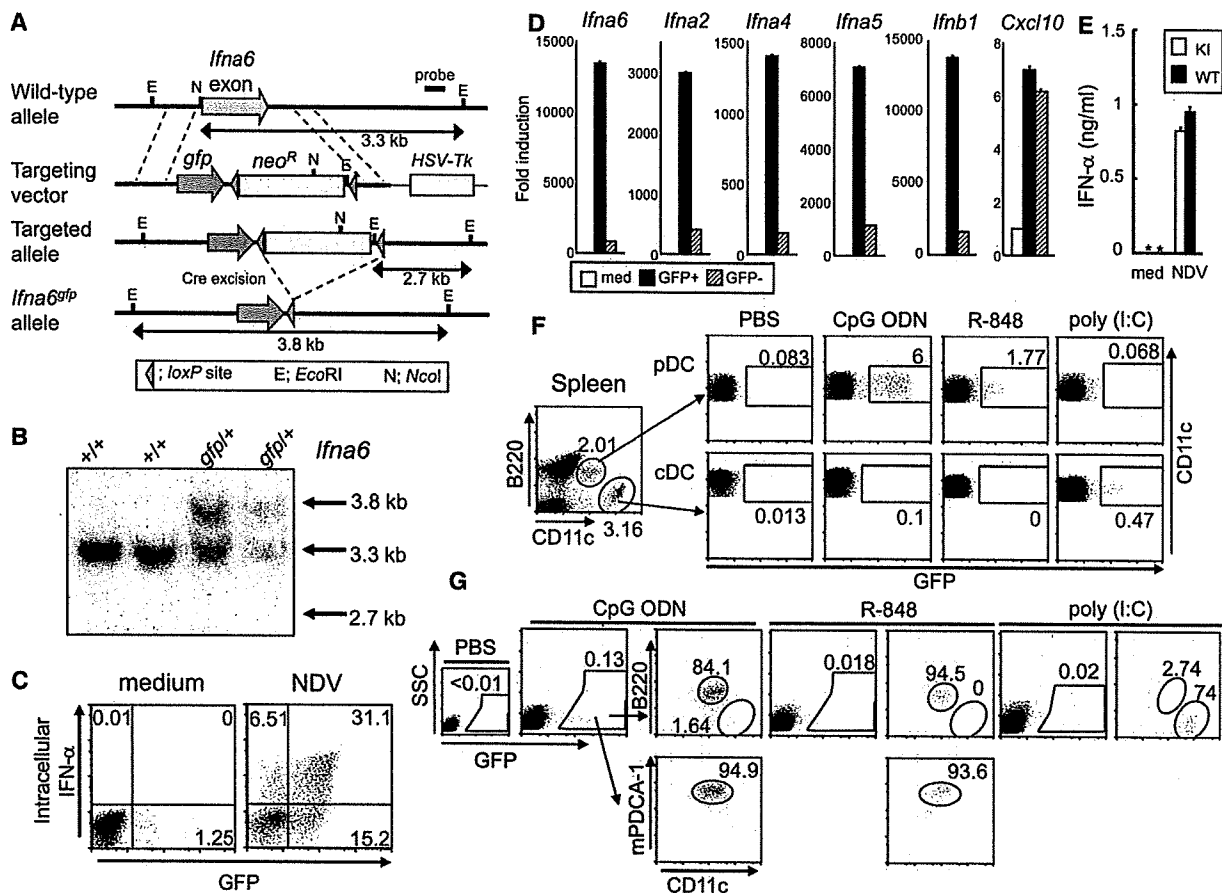 A
Ifna6
exon
probe
Wild-type
allele
E
N
E
3.3 kb
gfp
neoR
N
E
HSV-Tk
Targeting
vector
Targeted
allele
E
N
E
E
Cre excision
2.7 kb
Ifna6gfp
allele
E
E
3.8 kb
; loxP site E; EcoRI N; NcoI
B
+/+
+/+
gfp/+
gfp/+
Ifna6
3.8 kb
3.3 kb
2.7 kb
C
medium
NDV
0.01
0
1.25
6.51
31.1
15.2
Intracellular
IFN-α
GFP
D
Ifna6
Ifna2
Ifna4
Ifna5
Ifnb1
Cxcl10
Fold induction
15000
10000
5000
0
3000
2000
1000
0
1500
1000
500
0
8000
6000
4000
2000
0
15000
10000
5000
0
8
6
4
2
0
med GFP+ GFP-
E
KI
WT
IFN-α (ng/ml)
1.5
1
0.5
0
* *
med NDV
F
Spleen
B220
CD11c
2.01
3.16
PBS
CpG ODN
R-848
poly (I:C)
pDC
0.083
6
1.77
0.068
cDC
0.013
0.1
0
0.47
CD11c
GFP
G
PBS
CpG ODN
R-848
poly (I:C)
SSC
<0.01
GFP
0.13
B220
84.1
1.64
0.018
94.5
0
0.02
2.74
74
mPDCA-1
94.9
93.6
CD11c